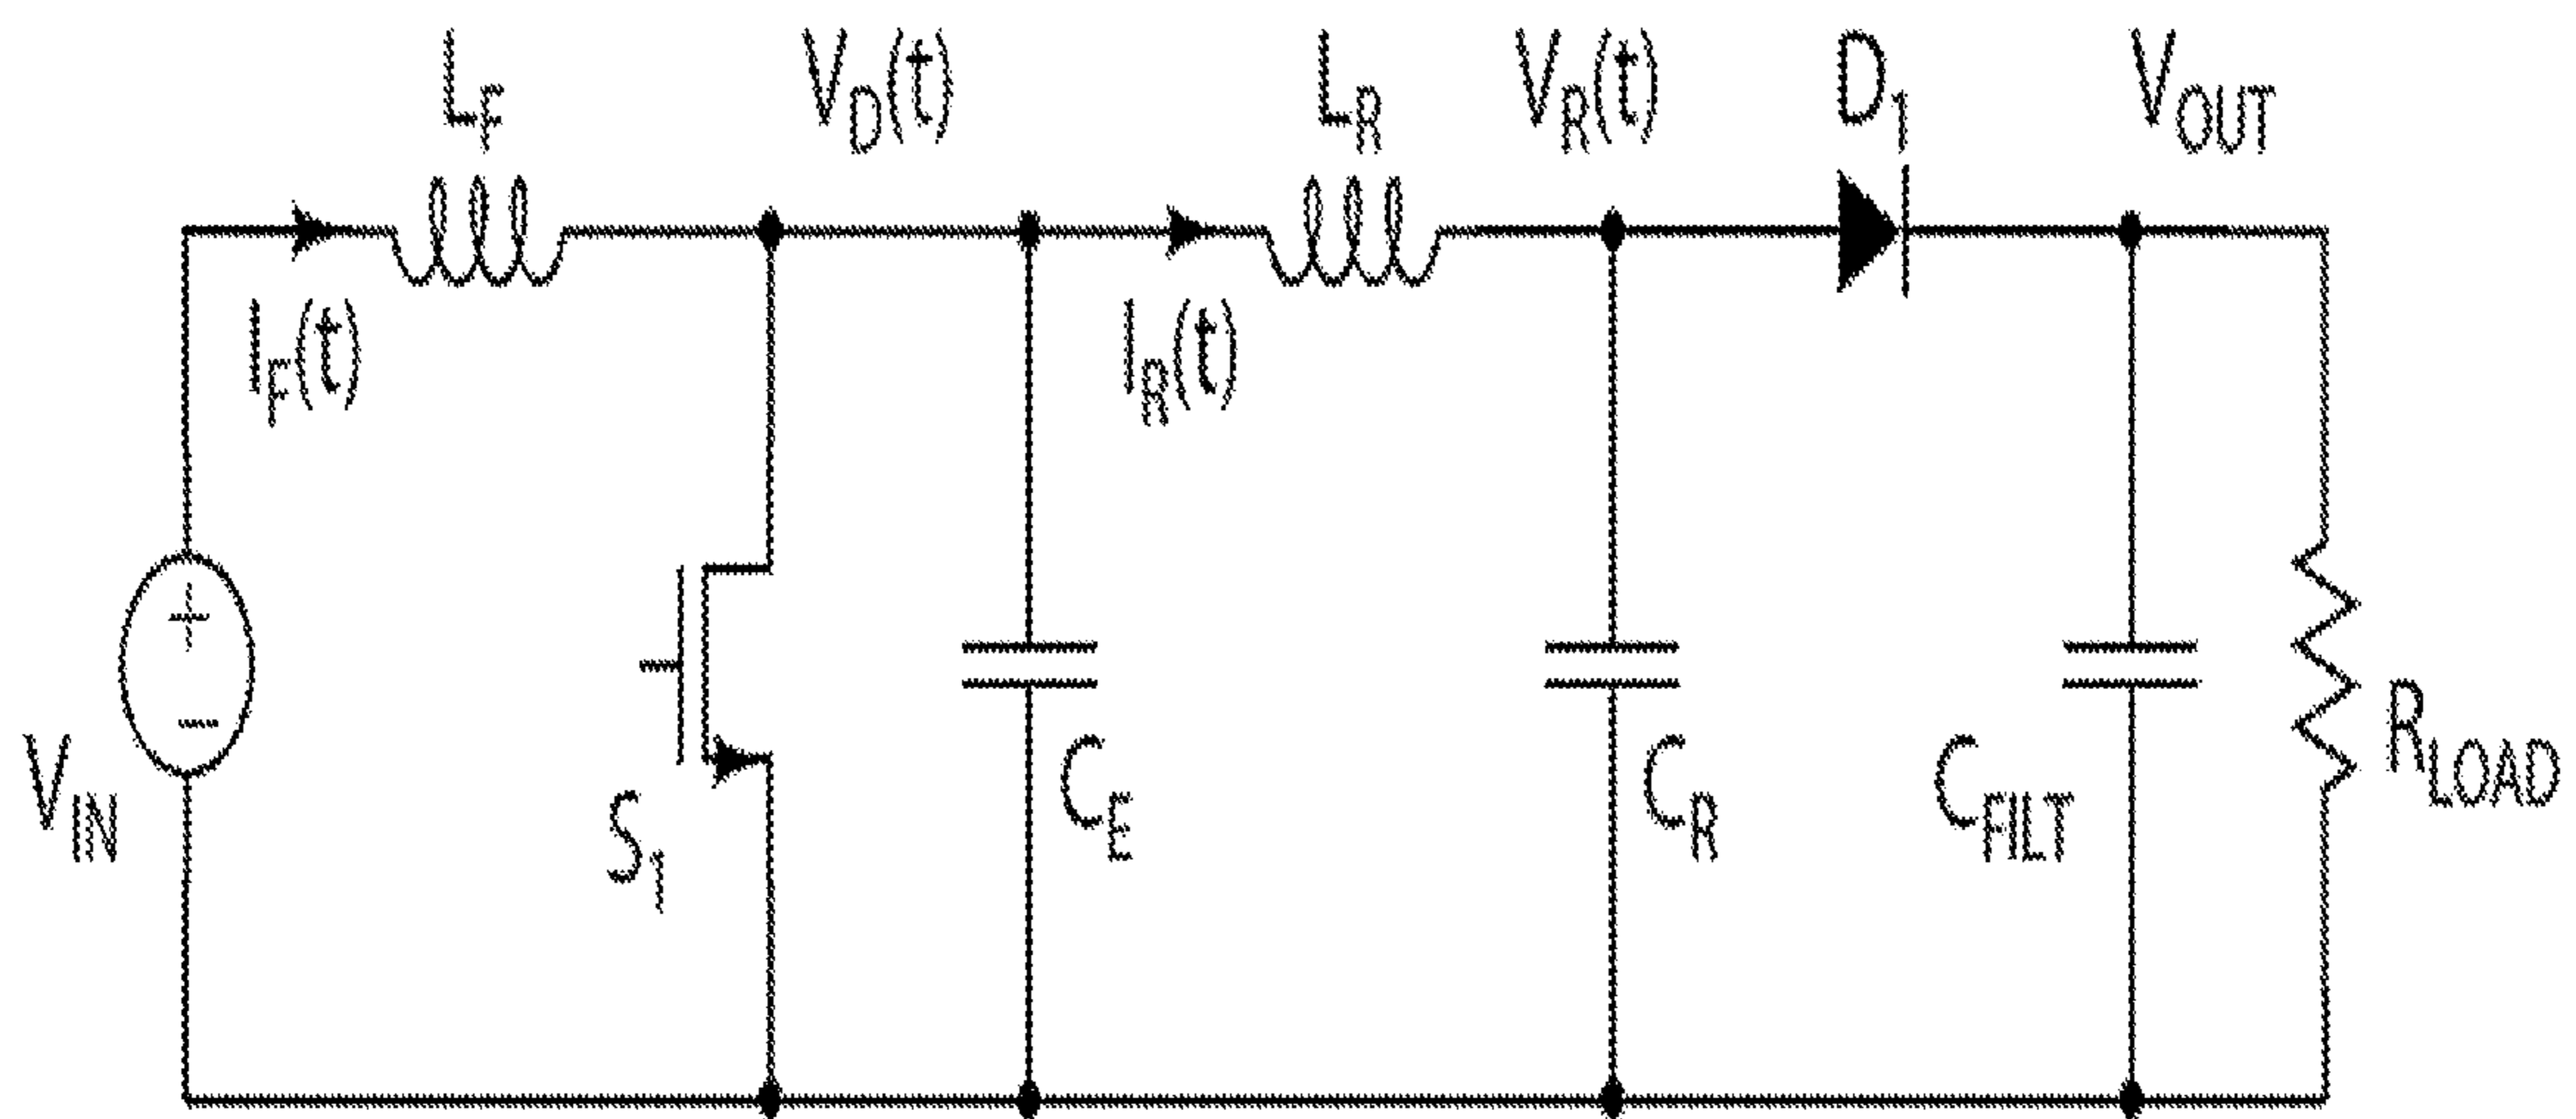 L_F
V_D(t)
L_R
V_R(t)
D_1
V_OUT
I_F(t)
I_R(t)
+
−
V_IN
S_1
C_E
C_R
C_FILT
R_LOAD